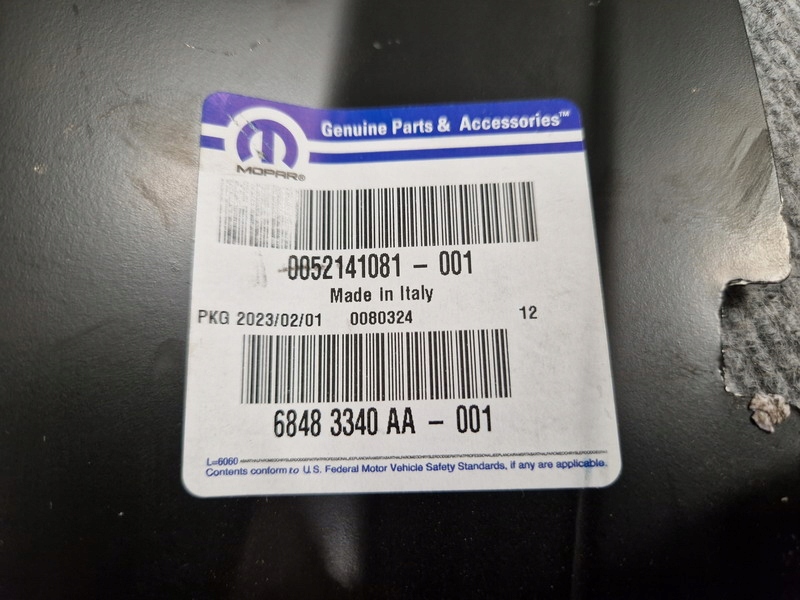 Genuine Parts & Accessories™
MOPAR®
0052141081 - 001
Made In Italy
PKG 2023/02/01 0080324 12
6848 3340 AA - 001
L=6060
Contents conform to U.S. Federal Motor Vehicle Safety Standards, if any are applicable.